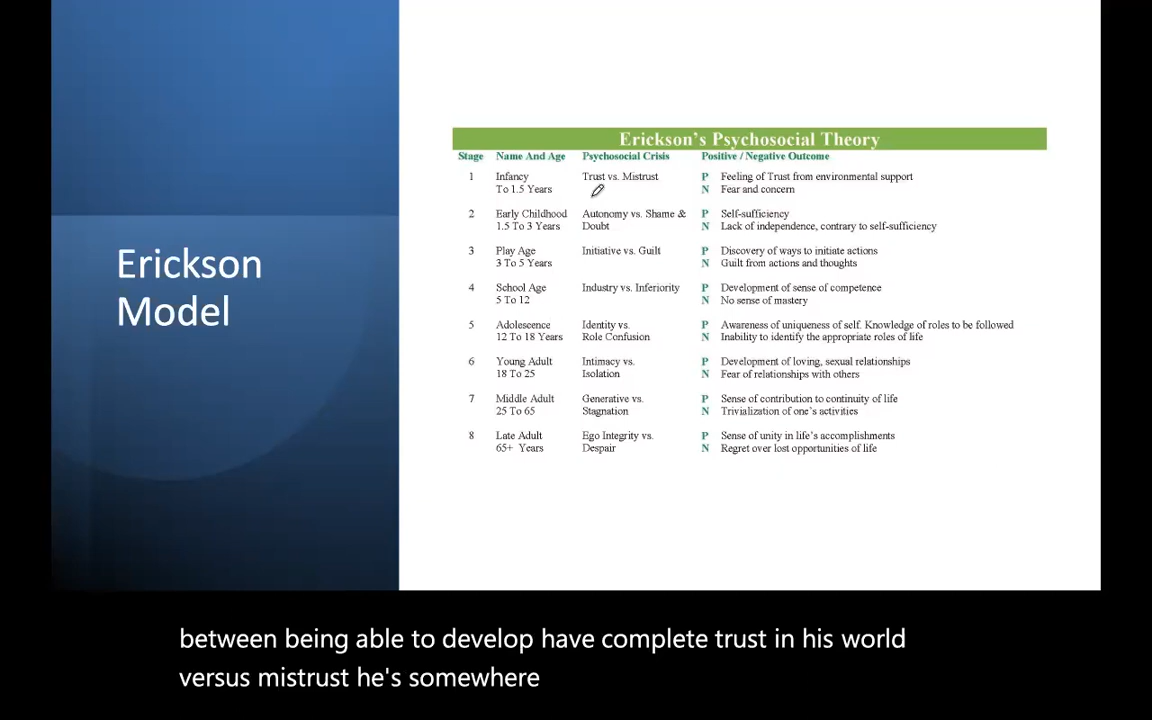 Erickson
Model
Erickson's Psychosocial Theory
Stage Name And Age Psychosocial Crisis Positive / Negative Outcome
1 Infancy Trust vs. Mistrust P Feeling of Trust from environmental support
To 1.5 Years N Fear and concern
2 Early Childhood Autonomy vs. Shame & P Self-sufficiency
1.5 To 3 Years Doubt N Lack of independence, contrary to self-sufficiency
3 Play Age Initiative vs. Guilt P Discovery of ways to initiate actions
3 To 5 Years N Guilt from actions and thoughts
4 School Age Industry vs. Inferiority P Development of sense of competence
5 To 12 N No sense of mastery
5 Adolescence Identity vs. P Awareness of uniqueness of self. Knowledge of roles to be followed
12 To 18 Years Role Confusion N Inability to identify the appropriate roles of life
6 Young Adult Intimacy vs. P Development of loving, sexual relationships
18 To 25 Isolation N Fear of relationships with others
7 Middle Adult Generative vs. P Sense of contribution to continuity of life
25 To 65 Stagnation N Trivialization of one's activities
8 Late Adult Ego Integrity vs. P Sense of unity in life's accomplishments
65+ Years Despair N Regret over lost opportunities of life
between being able to develop have complete trust in his world
versus mistrust he's somewhere